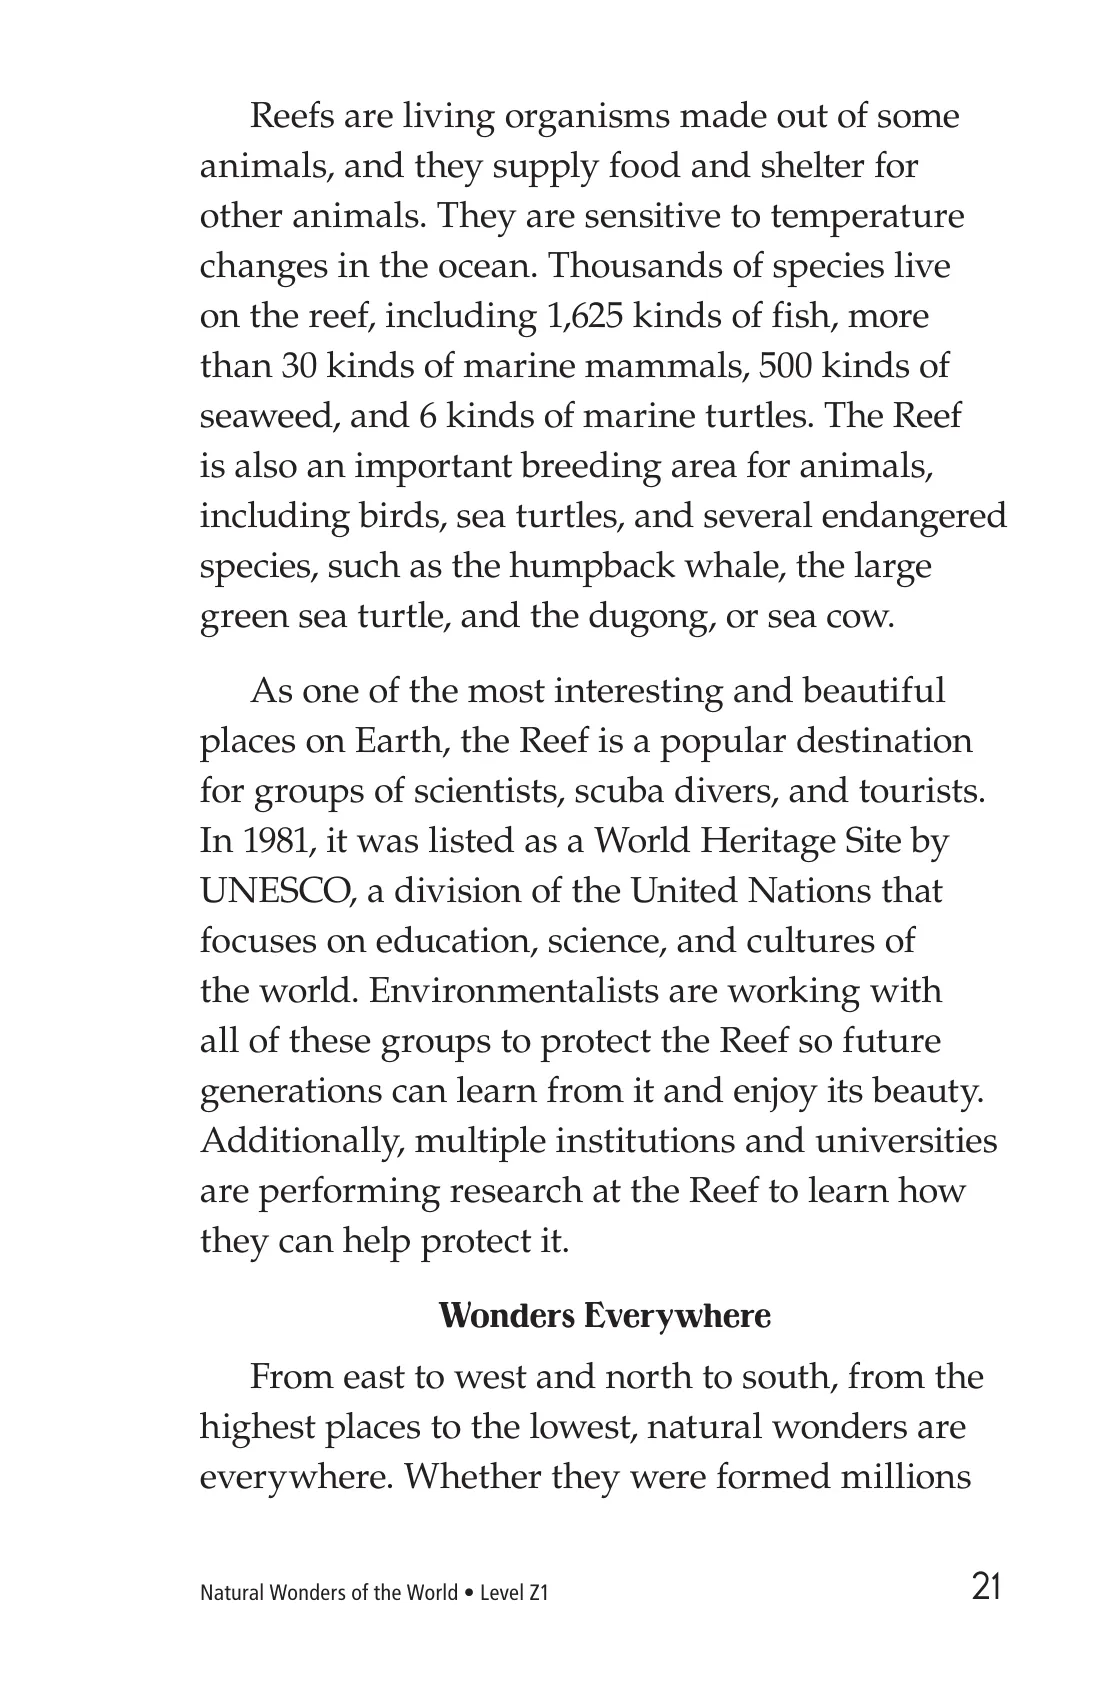 Reefs are living organisms made out of some
animals, and they supply food and shelter for
other animals. They are sensitive to temperature
changes in the ocean. Thousands of species live
on the reef, including 1,625 kinds of fish, more
than 30 kinds of marine mammals, 500 kinds of
seaweed, and 6 kinds of marine turtles. The Reef
is also an important breeding area for animals,
including birds, sea turtles, and several endangered
species, such as the humpback whale, the large
green sea turtle, and the dugong, or sea cow.
As one of the most interesting and beautiful
places on Earth, the Reef is a popular destination
for groups of scientists, scuba divers, and tourists.
In 1981, it was listed as a World Heritage Site by
UNESCO, a division of the United Nations that
focuses on education, science, and cultures of
the world. Environmentalists are working with
all of these groups to protect the Reef so future
generations can learn from it and enjoy its beauty.
Additionally, multiple institutions and universities
are performing research at the Reef to learn how
they can help protect it.
Wonders Everywhere
From east to west and north to south, from the
highest places to the lowest, natural wonders are
everywhere. Whether they were formed millions
Natural Wonders of the World • Level Z1
21